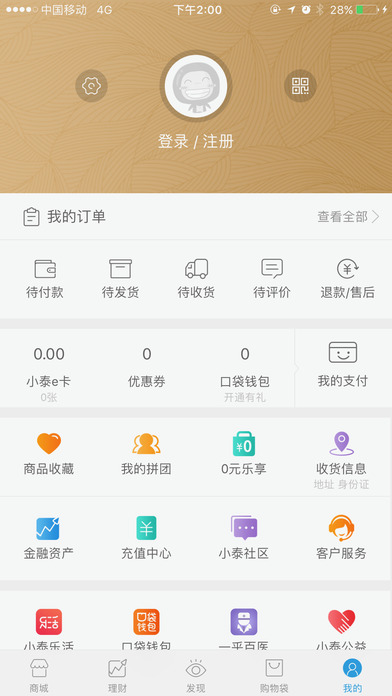 中国移动 4G 下午2:00 28%
登录 / 注册
我的订单 查看全部
待付款 待发货 待收货 待评价 退款/售后
0.00 0 0
小泰e卡 优惠券 口袋钱包 我的支付
0张 开通有礼
¥0
商品收藏 我的拼团 0元乐享 收货信息
地址 身份证
金融资产 充值中心 小泰社区 客户服务
乐活 口袋钱包
小泰乐活 口袋钱包 一平百医 小泰公益
商城 理财 发现 购物袋 我的